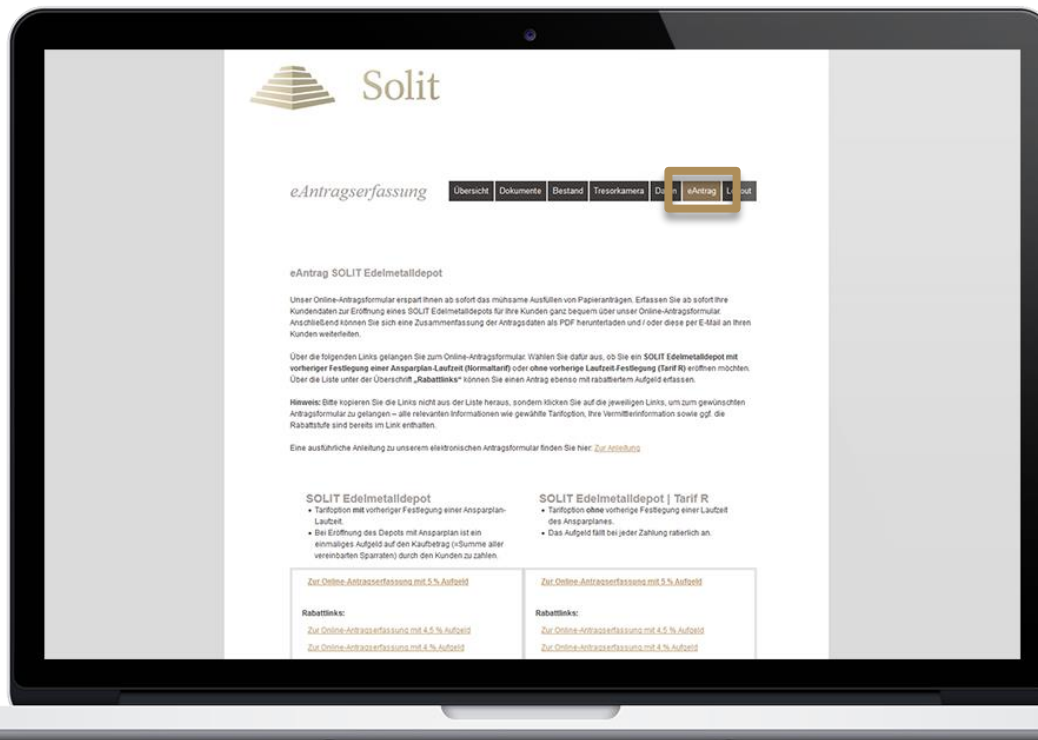 Solit
eAntragserfassung
Übersicht Dokumente Bestand Tresorkamera eAntrag
eAntrag SOLIT Edelmetalldepot
Unser Online-Antragsformular erspart Ihnen ab sofort das mühsame Ausfüllen von Papieranträgen. Erfassen Sie ab sofort Ihre
Kundendaten zur Eröffnung eines SOLIT Edelmetalldepots für Ihre Kunden ganz bequem über unser Online-Antragsformular.
Anschließend können Sie sich eine Zusammenfassung der Antragsdaten als PDF herunterladen und / oder diese per E-Mail an Ihren
Kunden weiterleiten.
Über die folgenden Links gelangen Sie zum Online-Antragsformular. Wählen Sie dafür aus, ob Sie ein SOLIT Edelmetalldepot mit
vorheriger Festlegung einer Ansparplan-Laufzeit (Normaltarif) oder ohne vorherige Laufzeit-Festlegung (Tarif R) eröffnen möchten.
Über die Liste unter der Überschrift „Rabattlinks“ können Sie einen Antrag ebenso mit rabattiertem Aufgeld erfassen.
Hinweis: Bitte kopieren Sie die Links nicht aus der Liste heraus, sondern klicken Sie auf die jeweiligen Links, um zum gewünschten
Antragsformular zu gelangen – alle relevanten Informationen wie gewählte Tarifoption, Ihre Vermittlerinformation sowie ggf. die
Rabattstufe sind bereits im Link enthalten.
Eine ausführliche Anleitung zu unserem elektronischen Antragsformular finden Sie hier: Zur Anleitung
SOLIT Edelmetalldepot
• Tarifoption mit vorheriger Festlegung einer Ansparplan-
Laufzeit.
• Bei Eröffnung des Depots mit Ansparplan ist ein
einmaliges Aufgeld auf den Kaufbetrag (=Summe aller
vereinbarten Sparraten) durch den Kunden zu zahlen.
Zur Online-Antragserfassung mit 5 % Aufgeld
Rabattlinks:
Zur Online-Antragserfassung mit 4,5 % Aufgeld
Zur Online-Antragserfassung mit 4 % Aufgeld
SOLIT Edelmetalldepot | Tarif R
• Tarifoption ohne vorherige Festlegung einer Laufzeit
des Ansparplanes.
• Das Aufgeld fällt bei jeder Zahlung ratierlich an.
Zur Online-Antragserfassung mit 5 % Aufgeld
Rabattlinks:
Zur Online-Antragserfassung mit 4,5 % Aufgeld
Zur Online-Antragserfassung mit 4 % Aufgeld